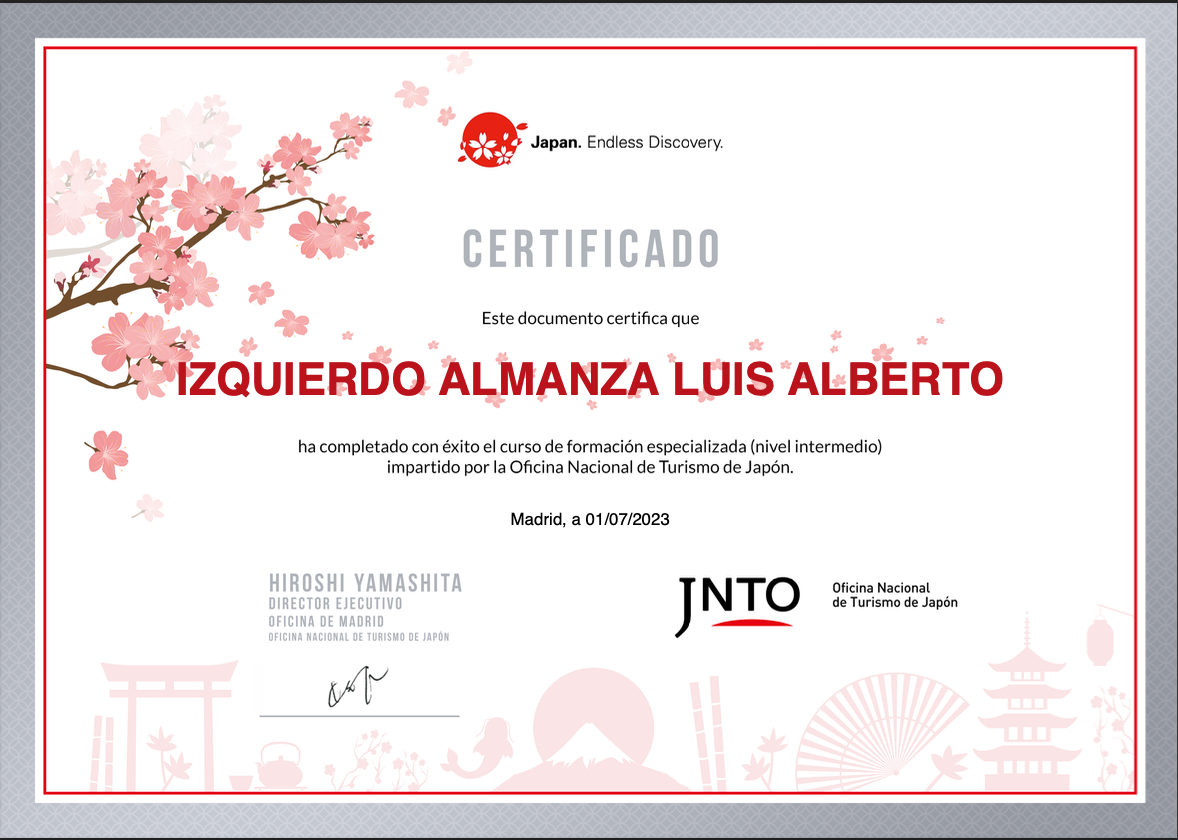 Japan. Endless Discovery.
CERTIFICADO
Este documento certifica que
IZQUIERDO ALMANZA LUIS ALBERTO
ha completado con éxito el curso de formación especializada (nivel intermedio)
impartido por la Oficina Nacional de Turismo de Japón.
Madrid, a 01/07/2023
HIROSHI YAMASHITA
DIRECTOR EJECUTIVO
OFICINA DE MADRID
OFICINA NACIONAL DE TURISMO DE JAPÓN
JNTO
Oficina Nacional
de Turismo de Japón